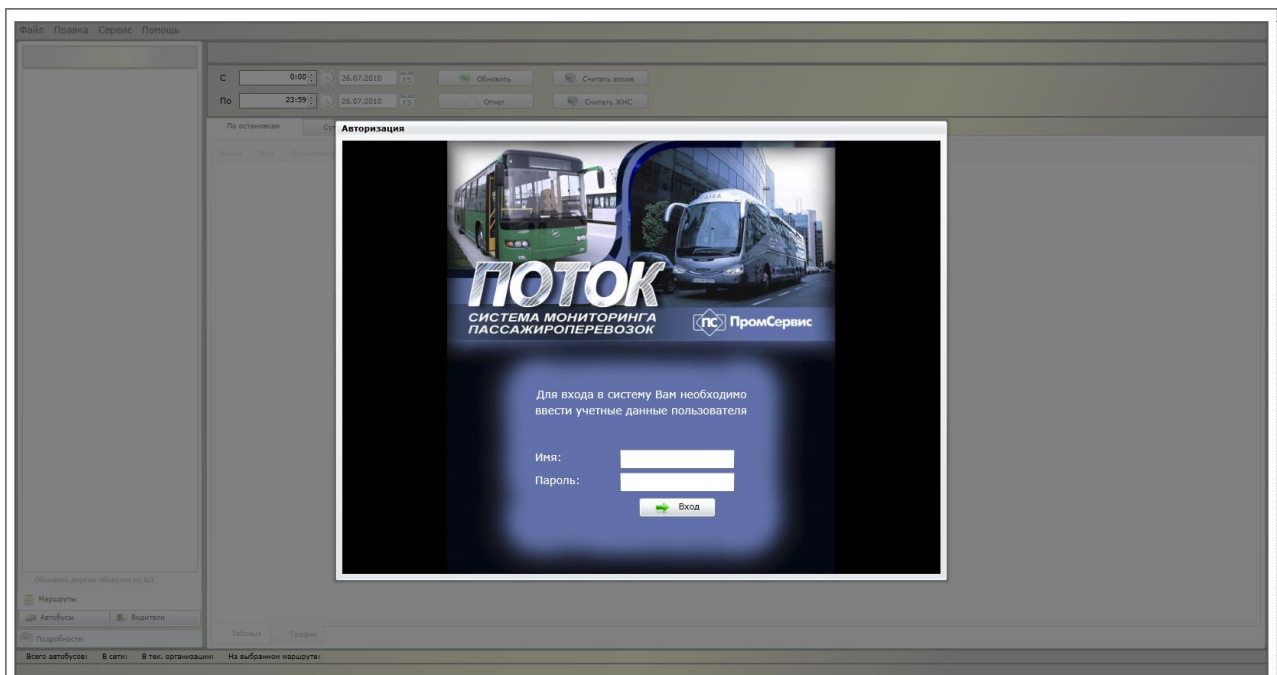 Файл Правка Сервис Помощь
С 0:00 26.07.2010 15 Обновить Считать архив
По 23:59 26.07.2010 15 Отчет Считать ЖНС
По остановкам
Авторизация
Дата
ПОТОК
СИСТЕМА МОНИТОРИНГА
ПАССАЖИРОПЕРЕВОЗОК
ПС ПромСервис
Для входа в систему Вам необходимо
ввести учетные данные пользователя
Имя:
Пароль:
Вход
Обновить дерево объектов из БД
Маршруты
Автобусы Водители
Подробности
Таблица График
Всего автобусов: В сети: В тек. организации: На выбранном маршруте: